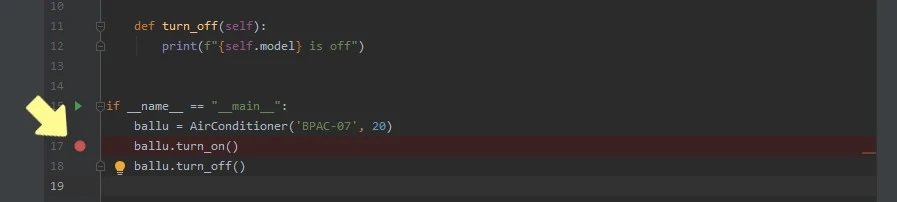 10
11 def turn_off(self):
12 print(f"{self.model} is off")
13
14
15 if __name__ == "__main__":
ballu = AirConditioner('BPAC-07', 20)
17 ballu.turn_on()
18 ballu.turn_off()
19